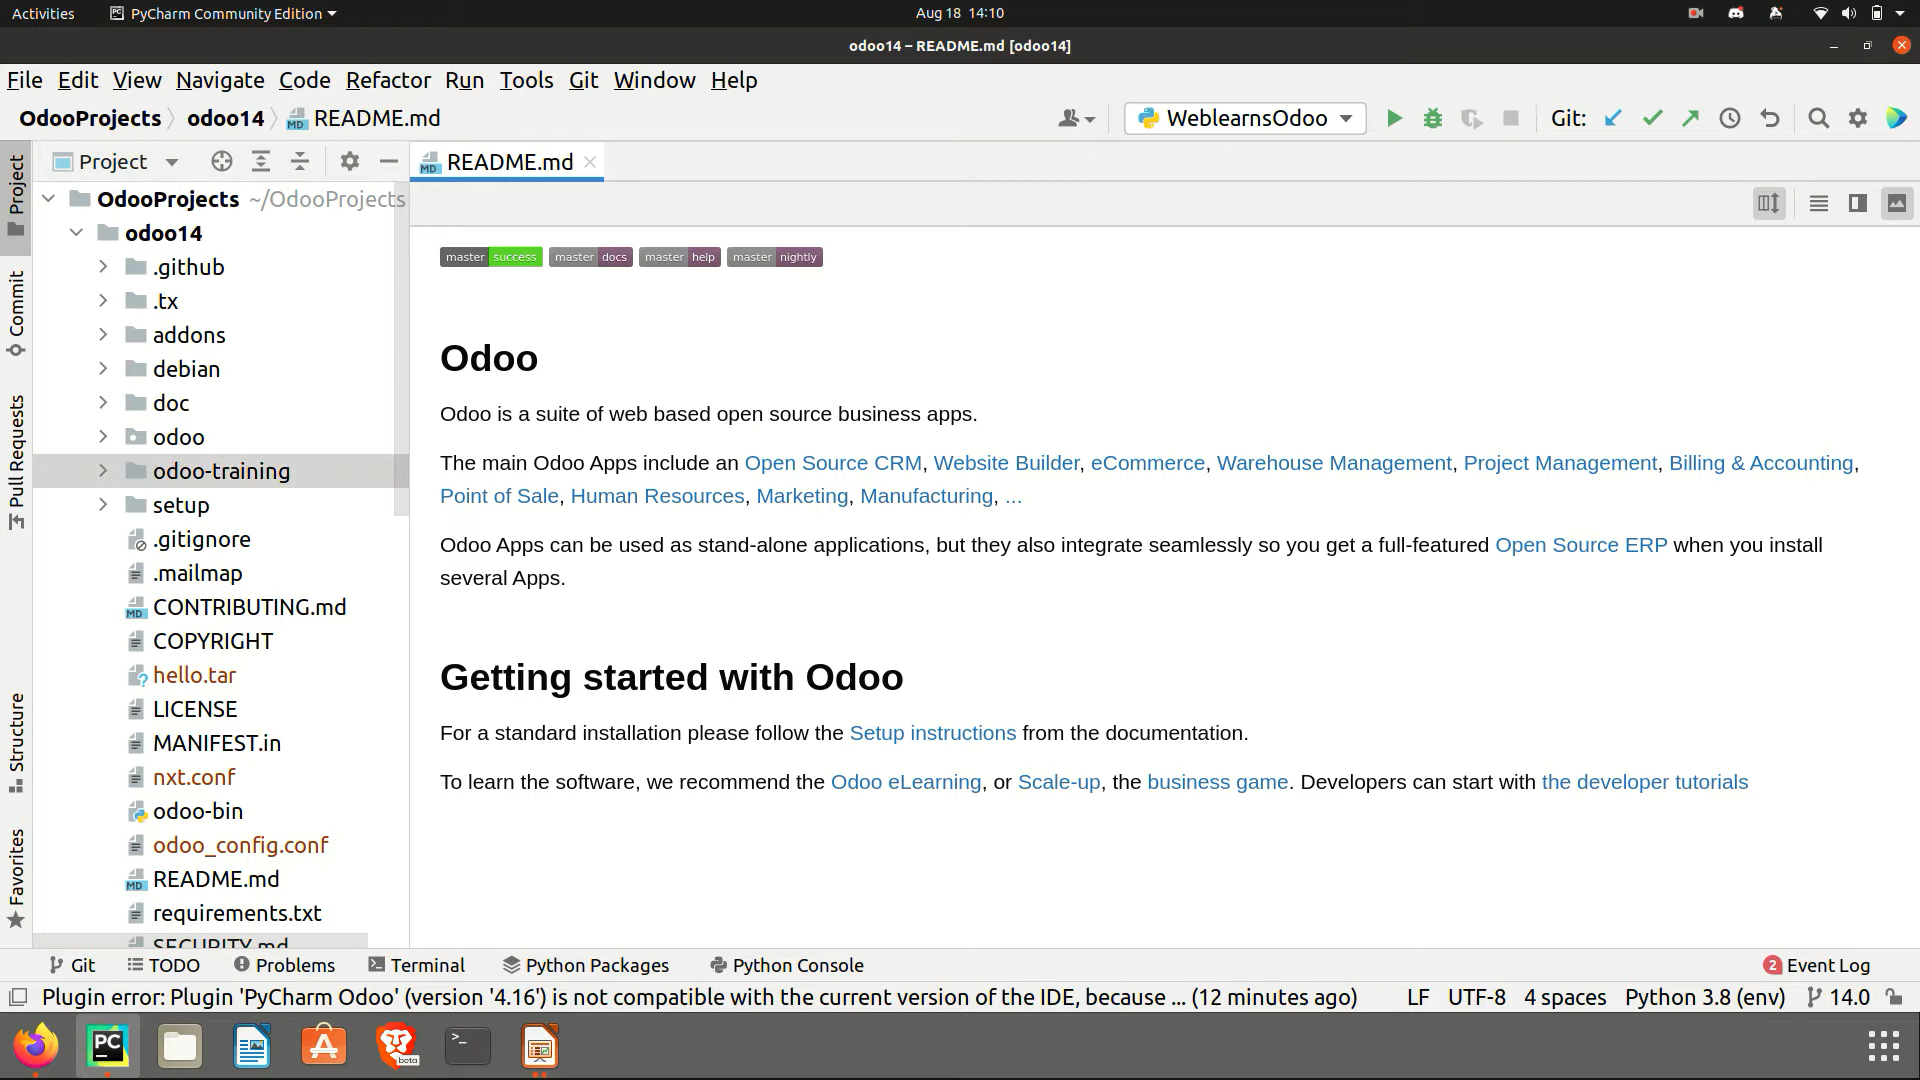 Activities PyCharm Community Edition Aug 18 14:10
odoo14 – README.md [odoo14]
File Edit View Navigate Code Refactor Run Tools Git Window Help
OdooProjects odoo14 README.md WeblearnsOdoo Git:
Project README.md
OdooProjects ~/OdooProjects
odoo14
.github
.tx
addons
debian
doc
odoo
odoo-training
setup
.gitignore
.mailmap
CONTRIBUTING.md
COPYRIGHT
hello.tar
LICENSE
MANIFEST.in
nxt.conf
odoo-bin
odoo_config.conf
README.md
requirements.txt
SECURITY.md
Project
Commit
Pull Requests
Structure
Favorites
master success master docs master help master nightly
Odoo
Odoo is a suite of web based open source business apps.
The main Odoo Apps include an Open Source CRM, Website Builder, eCommerce, Warehouse Management, Project Management, Billing & Accounting,
Point of Sale, Human Resources, Marketing, Manufacturing, ...
Odoo Apps can be used as stand-alone applications, but they also integrate seamlessly so you get a full-featured Open Source ERP when you install
several Apps.
Getting started with Odoo
For a standard installation please follow the Setup instructions from the documentation.
To learn the software, we recommend the Odoo eLearning, or Scale-up, the business game. Developers can start with the developer tutorials
Git TODO Problems Terminal Python Packages Python Console 2 Event Log
Plugin error: Plugin 'PyCharm Odoo' (version '4.16') is not compatible with the current version of the IDE, because ... (12 minutes ago) LF UTF-8 4 spaces Python 3.8 (env) 14.0
PC
beta